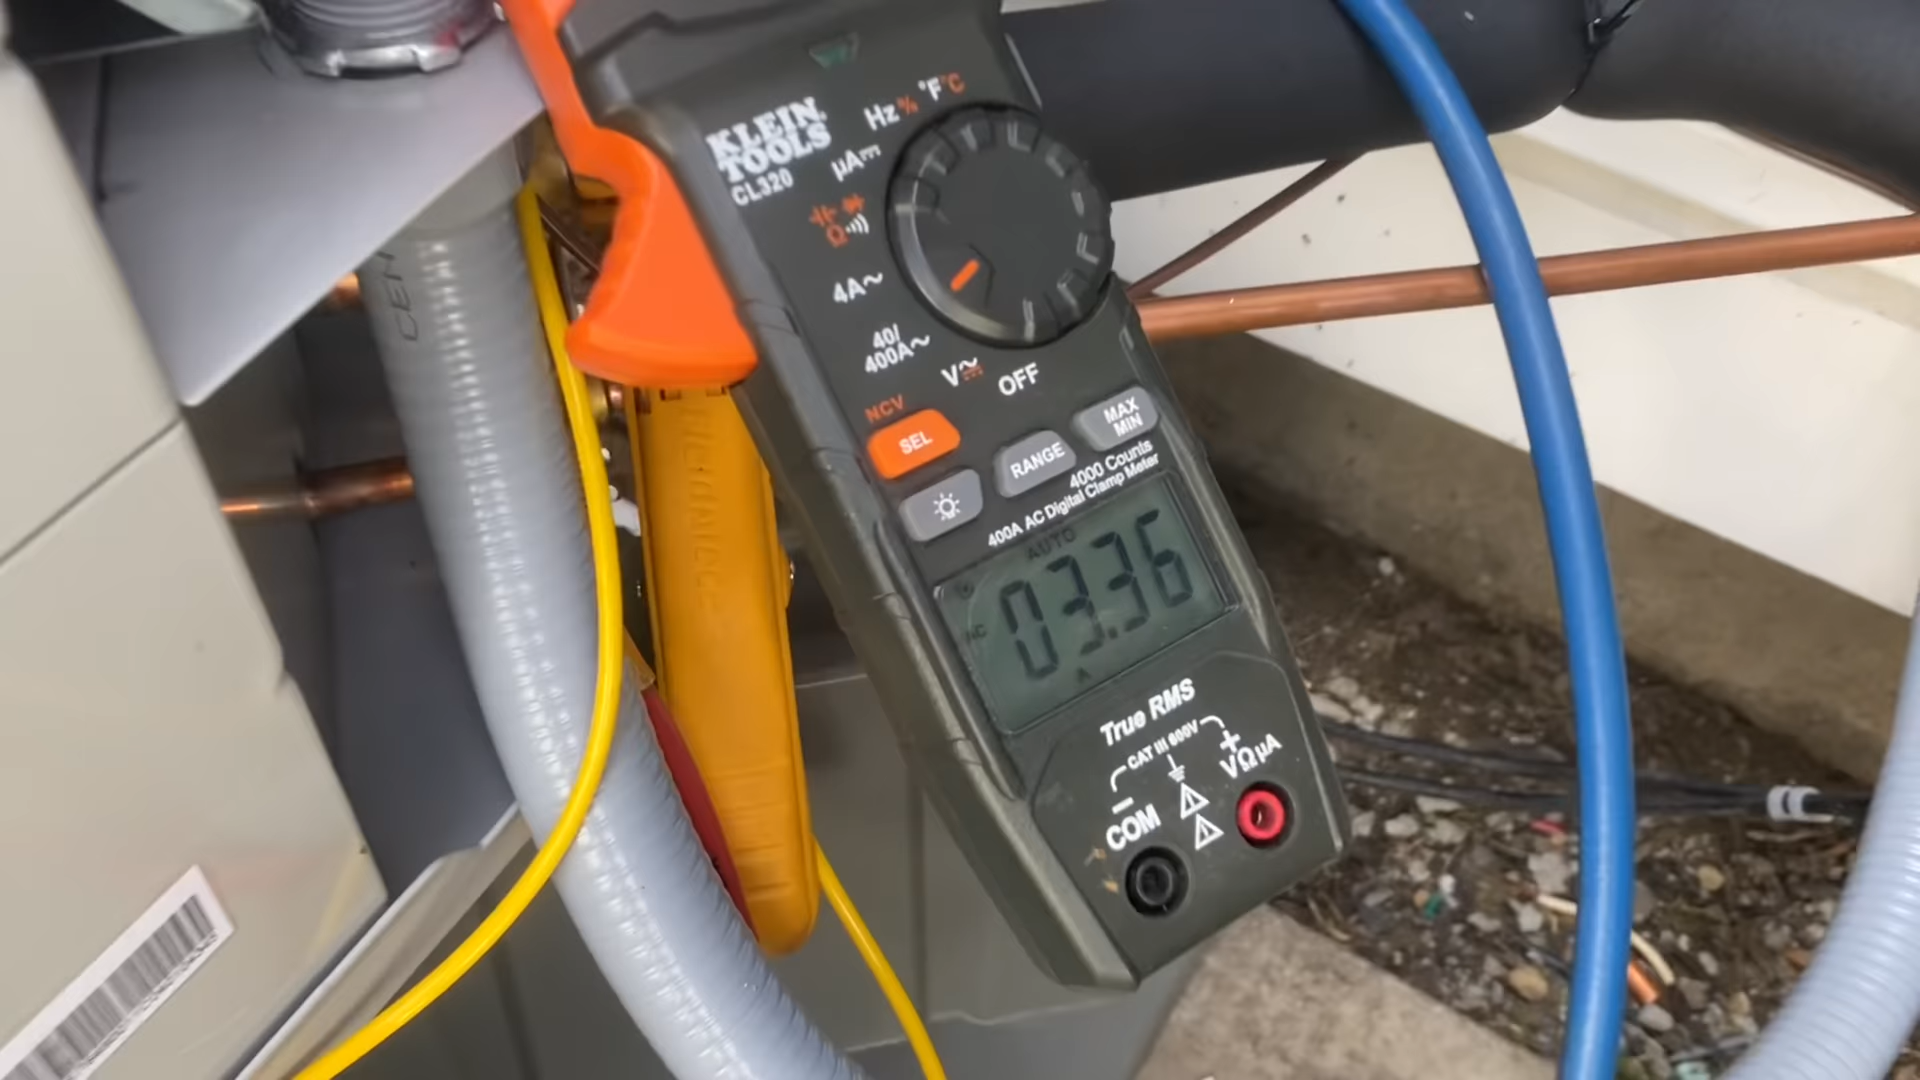 KLEIN
TOOLS
CL320
Hz % °F °C
µA
Ω
4A~
40/
400A~
V
OFF
NCV
SEL
RANGE
MAX
MIN
4000 Counts
400A AC Digital Clamp Meter
AUTO
03.36
A
True RMS
CAT III 600V
+
VΩµA
−
COM